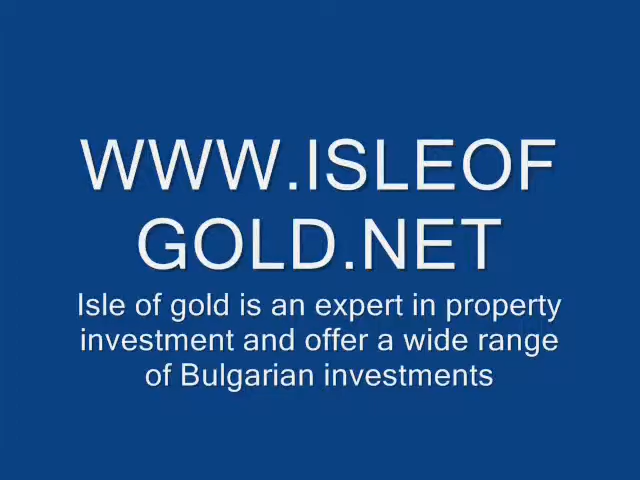 WWW.ISLEOF
GOLD.NET
Isle of gold is an expert in property
investment and offer a wide range
of Bulgarian investments